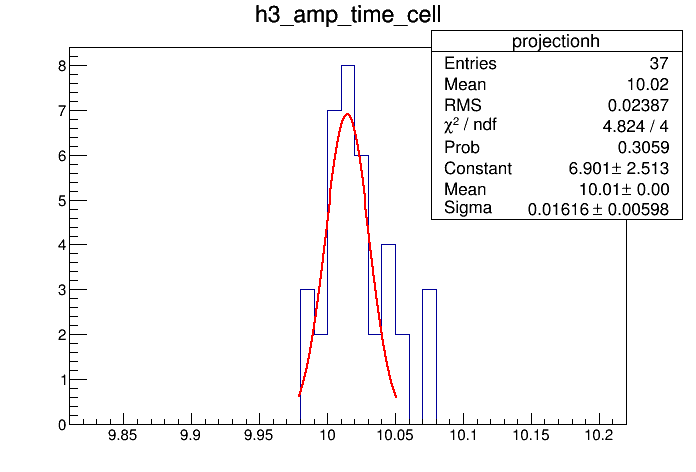 h3_amp_time_cell
projectionh
Entries 37
Mean 10.02
RMS 0.02387
χ² / ndf 4.824 / 4
Prob 0.3059
Constant 6.901± 2.513
Mean 10.01± 0.00
Sigma 0.01616 ± 0.00598
8
7
6
5
4
3
2
1
0
9.85 9.9 9.95 10 10.05 10.1 10.15 10.2